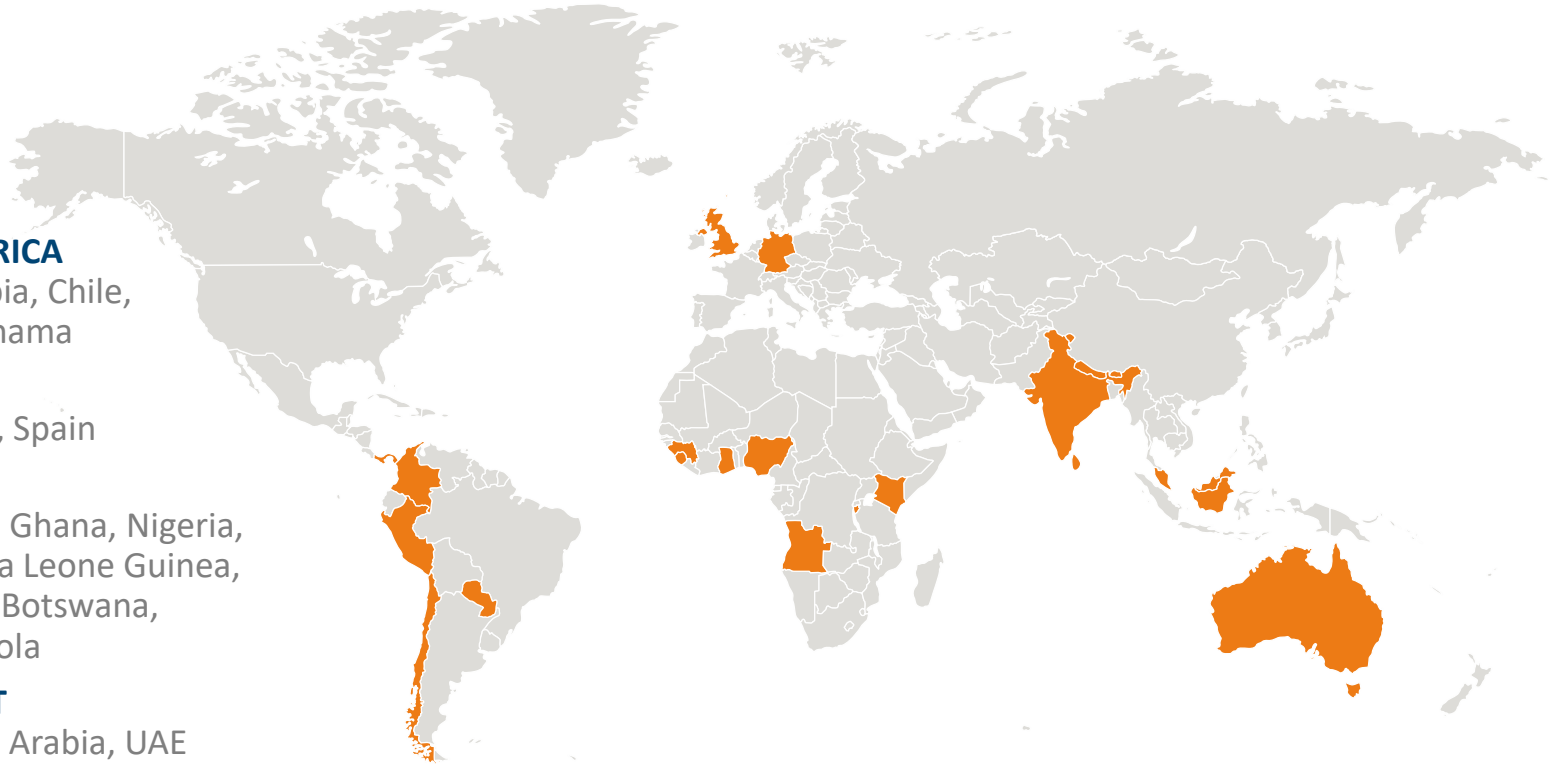 RICA
bia, Chile,
nama
, Spain
Ghana, Nigeria,
a Leone Guinea,
Botswana,
ola
T
Arabia, UAE